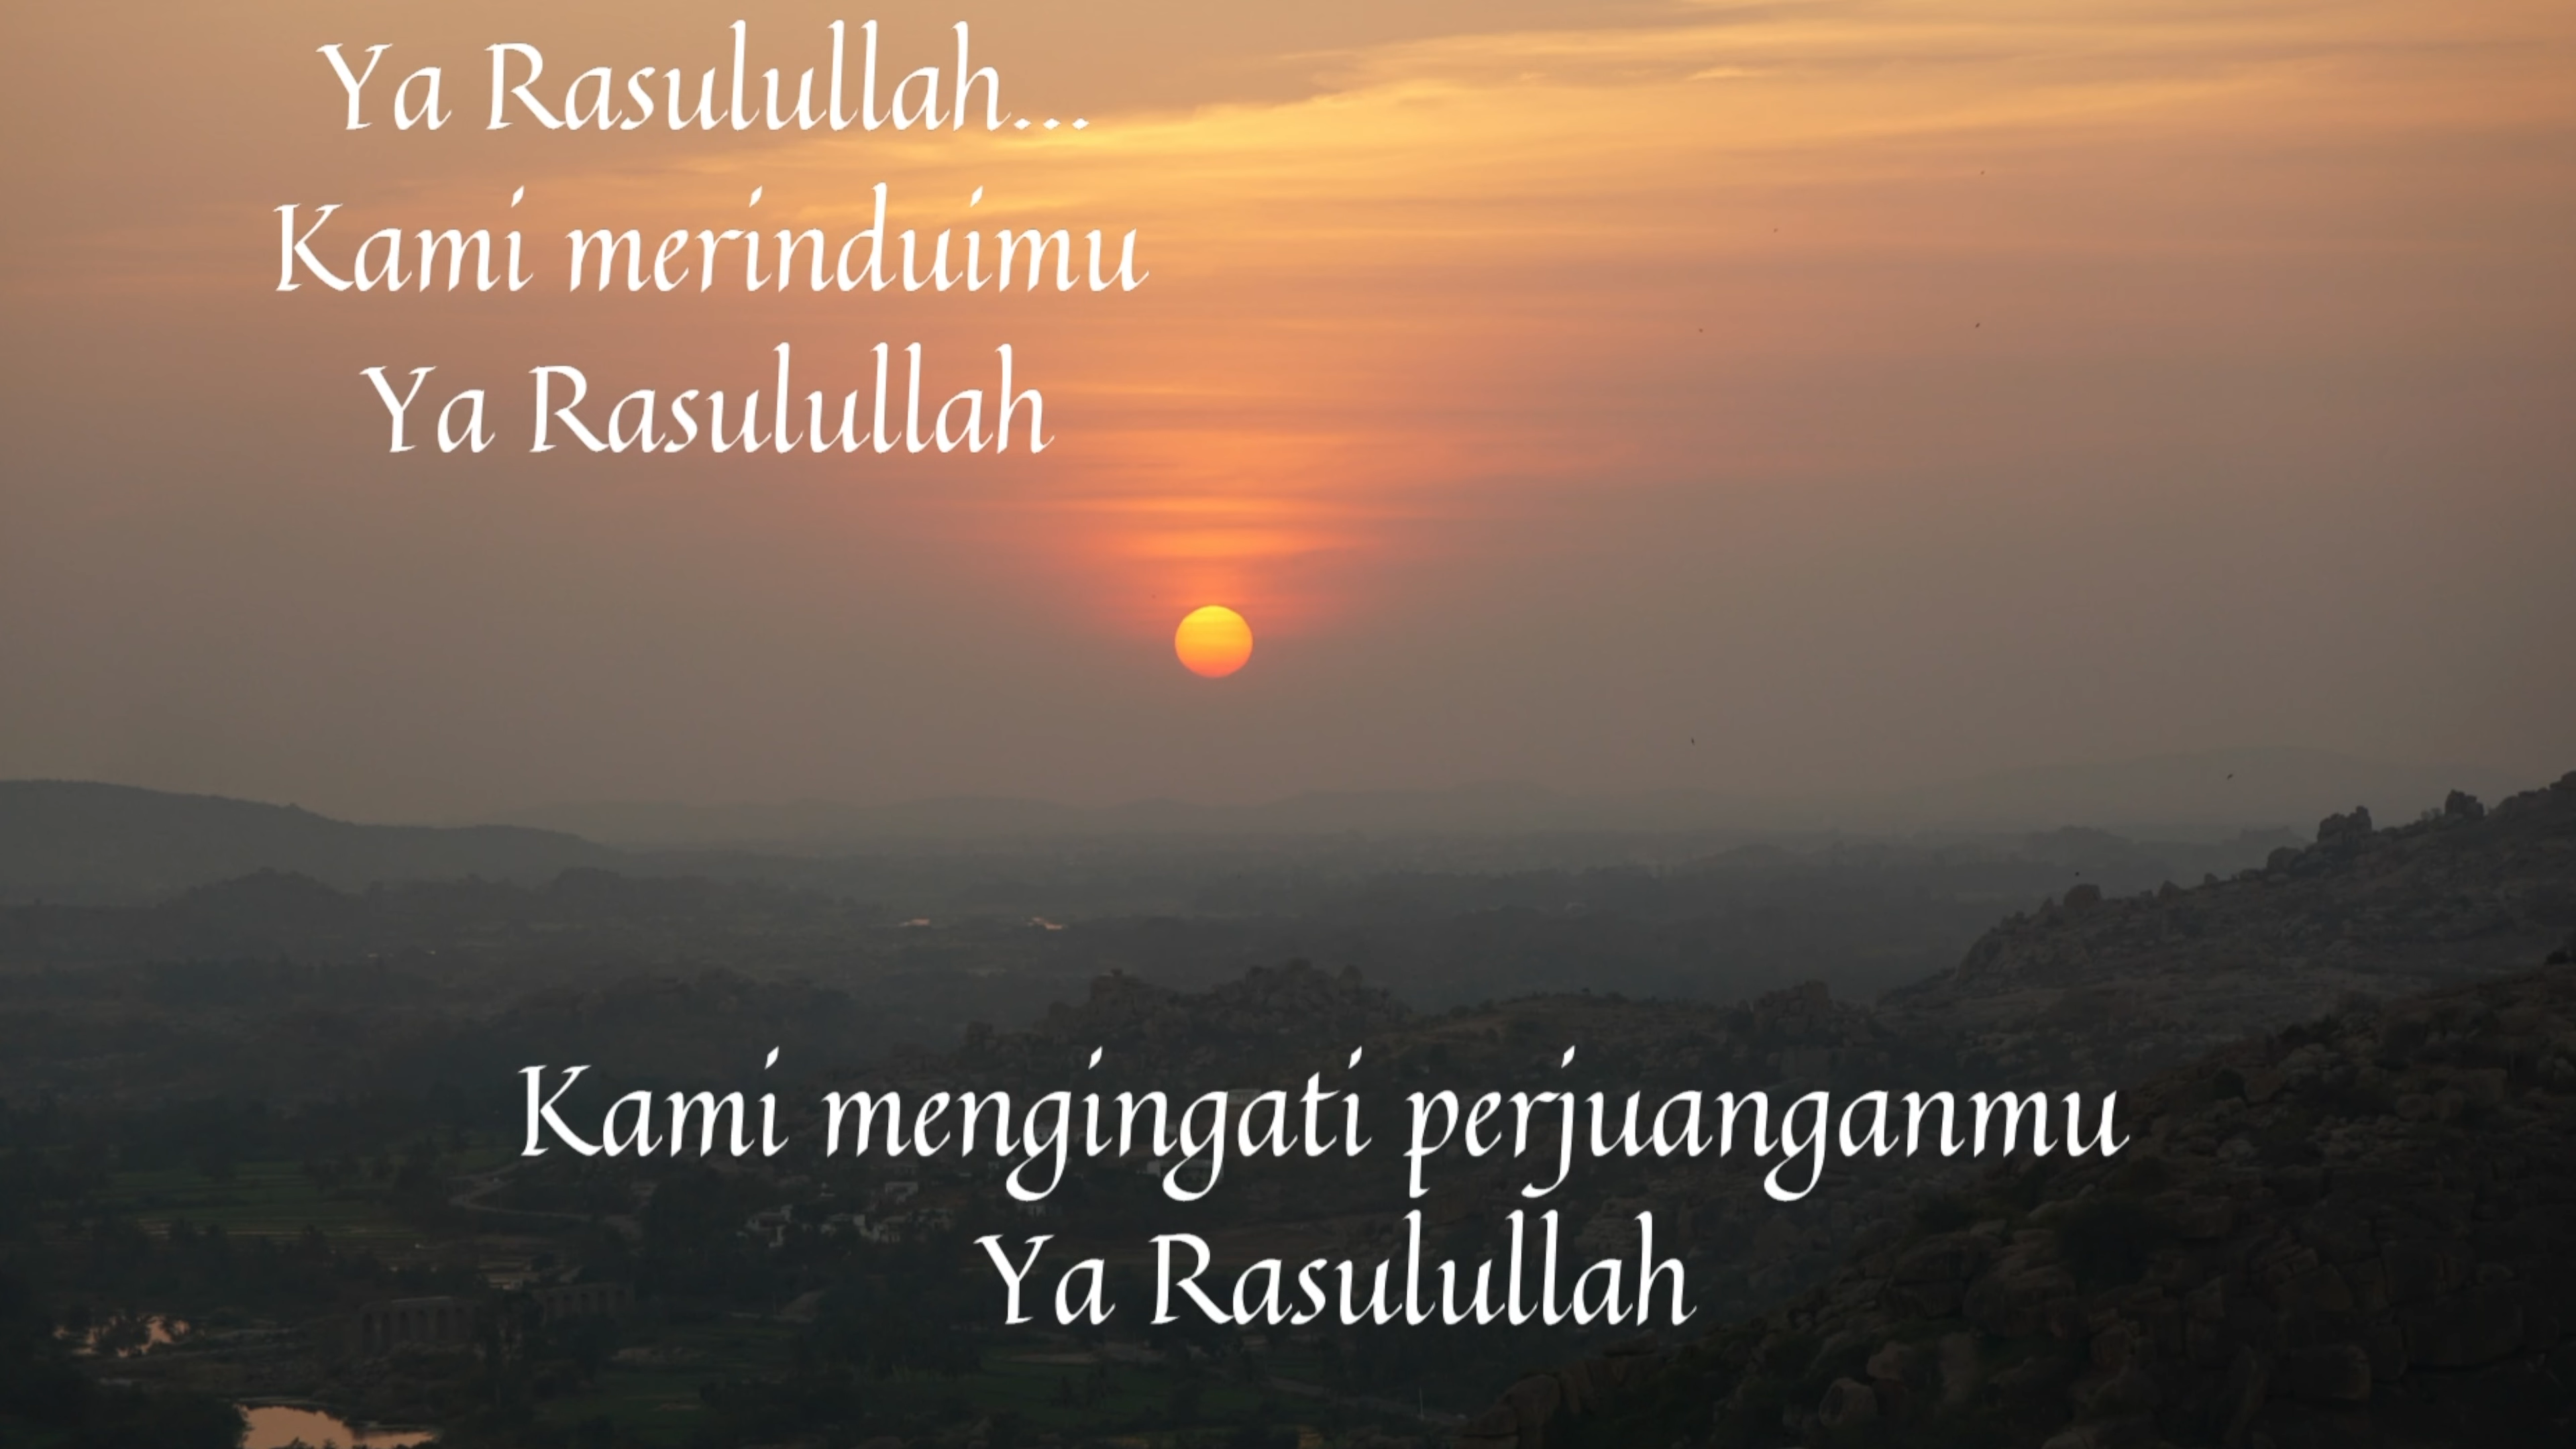 Ya Rasulullah...
Kami merinduimu
Ya Rasulullah
Kami mengingati perjuanganmu
Ya Rasulullah